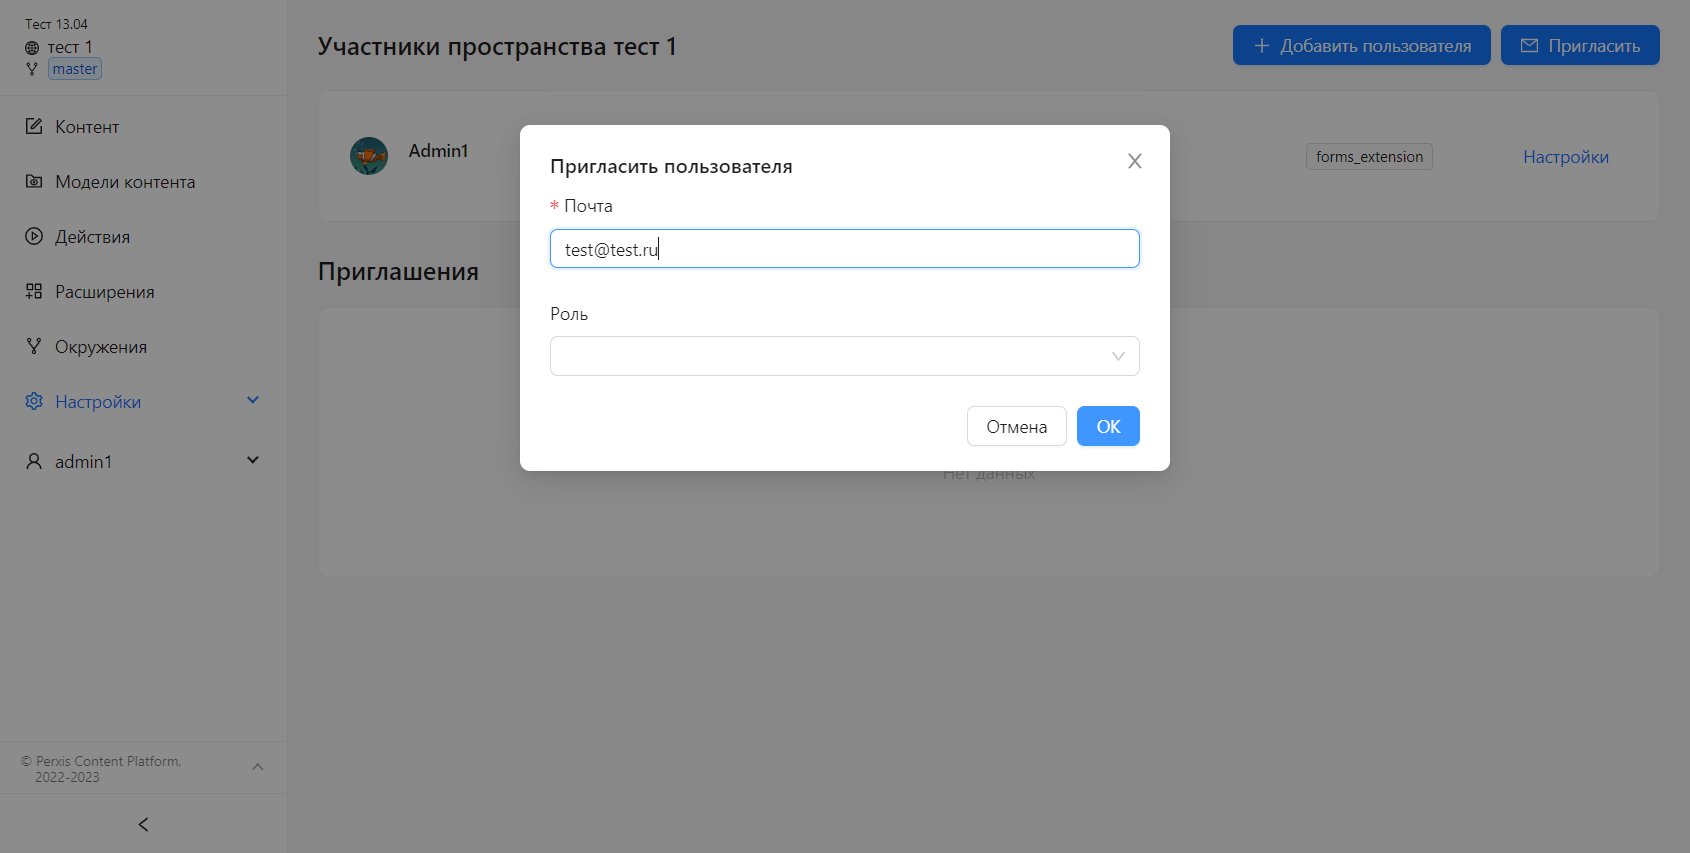 Тест 13.04
тест 1
master
Контент
Модели контента
Действия
Расширения
Окружения
Настройки
admin1
© Perxis Content Platform,
2022-2023
Участники пространства тест 1
Добавить пользователя
Пригласить
Admin1
forms_extension
Настройки
Приглашения
Нет данных
Пригласить пользователя
* Почта
test@test.ru
Роль
Отмена
OK